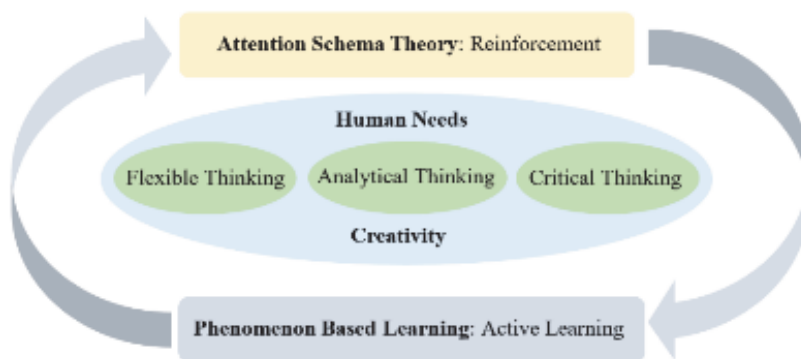 Attention Schema Theory: Reinforcement
Human Needs
Flexible Thinking
Analytical Thinking
Critical Thinking
Creativity
Phenomenon Based Learning: Active Learning